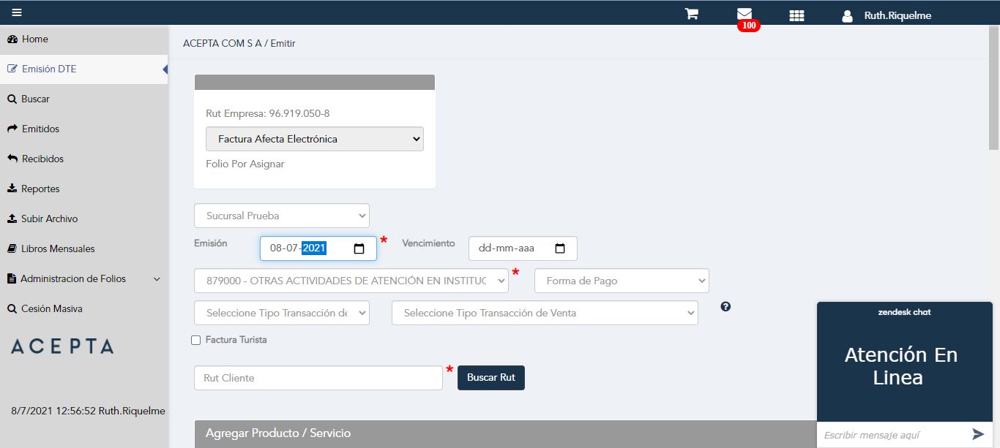 100
Ruth.Riquelme
Home
Emisión DTE
Buscar
Emitidos
Recibidos
Reportes
Subir Archivo
Libros Mensuales
Administracion de Folios
Cesión Masiva
ACEPTA
8/7/2021 12:56:52 Ruth.Riquelme
ACEPTA COM S A / Emitir
Rut Empresa: 96.919.050-8
Factura Afecta Electrónica
Folio Por Asignar
Sucursal Prueba
Emisión 08-07-2021 * Vencimiento dd-mm-aaa
879000 - OTRAS ACTIVIDADES DE ATENCIÓN EN INSTITUC * Forma de Pago
Seleccione Tipo Transacción de Seleccione Tipo Transacción de Venta ?
Factura Turista
Rut Cliente * Buscar Rut
Agregar Producto / Servicio
zendesk chat
Atención En
Linea
Escribir mensaje aquí